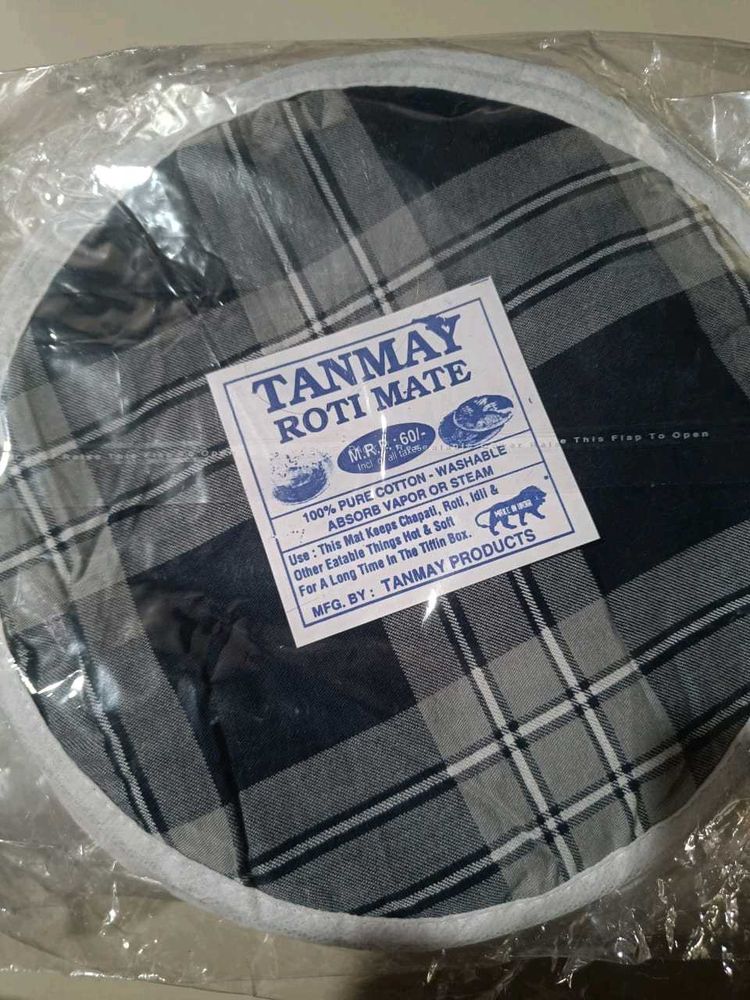 TANMAY
ROTI MATE
M.R.P.: 60/-
Incl of all taxes
This Flap To Open
100% PURE COTTON - WASHABLE
ABSORB VAPOR OR STEAM
Use : This Mat Keeps Chapati, Roti, Idli &
Other Eatable Things Hot & Soft
For A Long Time In The Tiffin Box.
MAKE IN INDIA
MFG. BY : TANMAY PRODUCTS